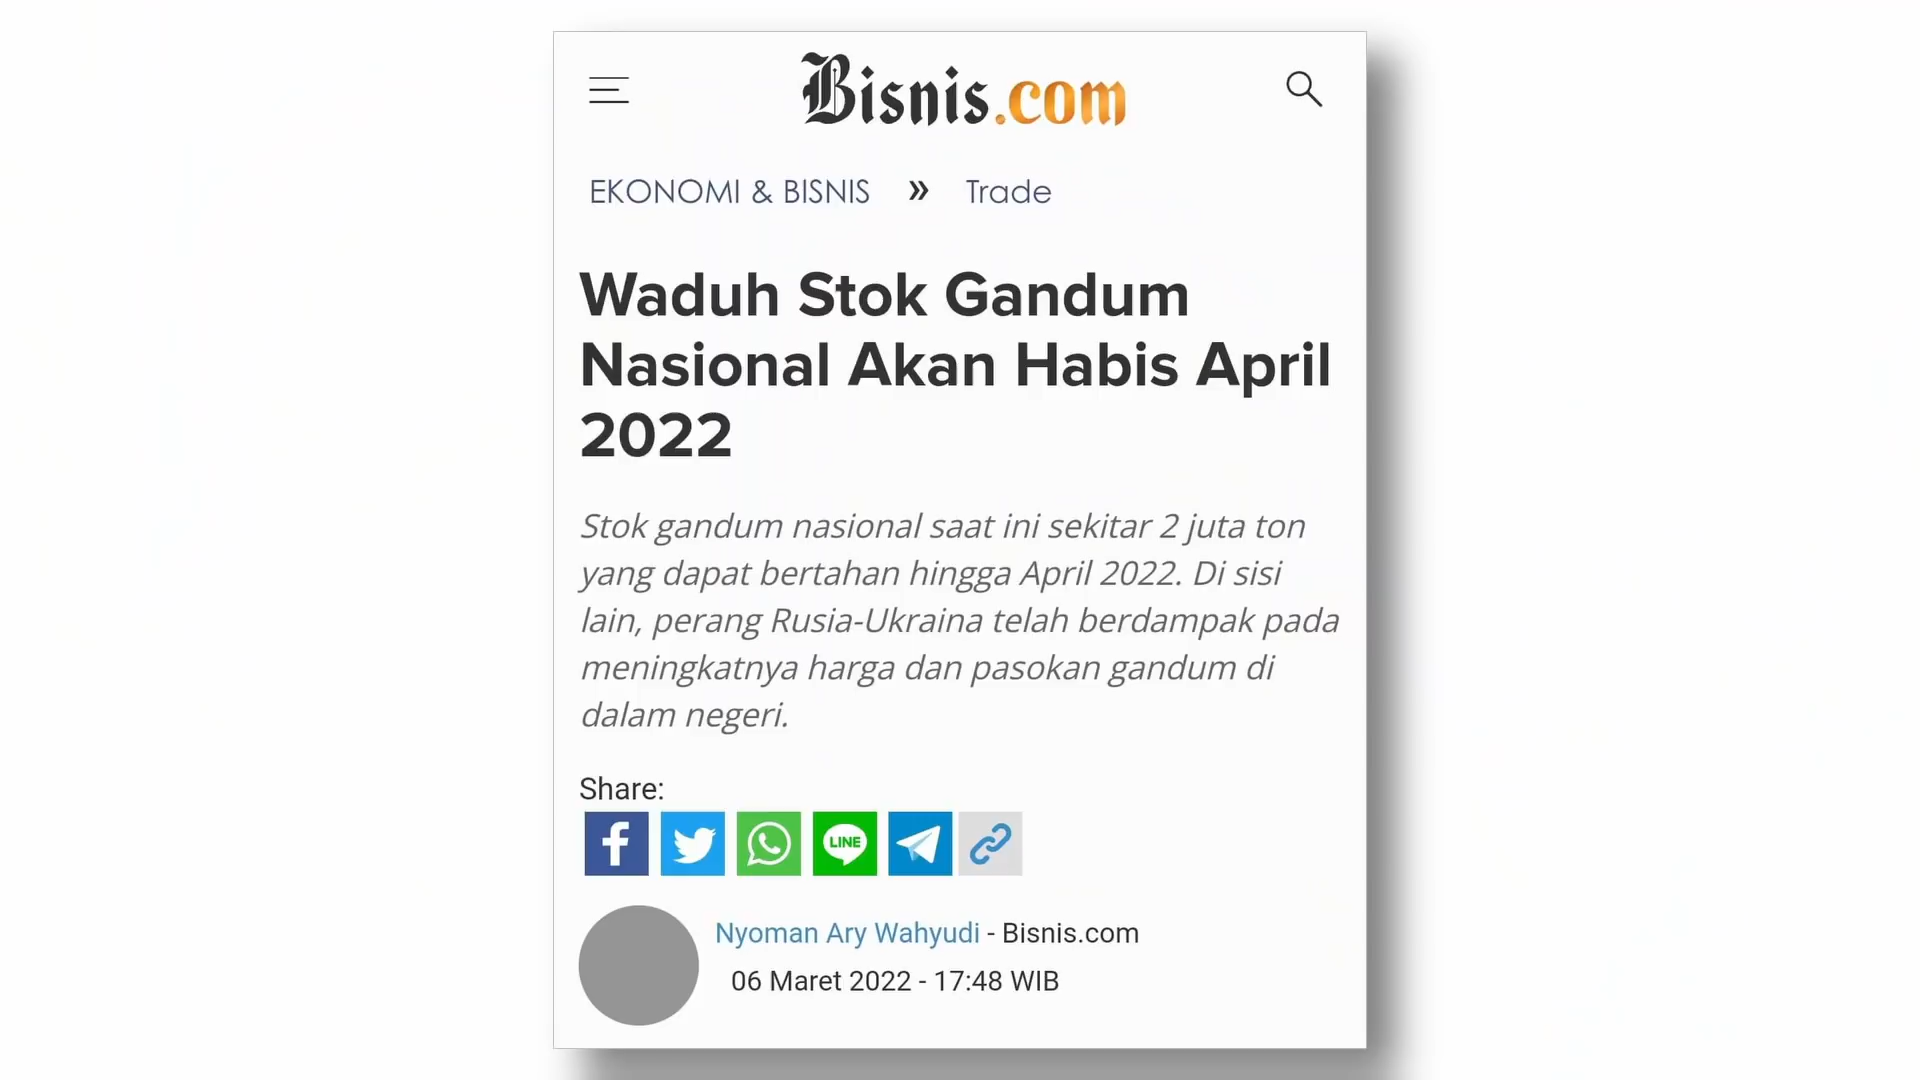 Bisnis.com
EKONOMI & BISNIS » Trade
Waduh Stok Gandum
Nasional Akan Habis April
2022
Stok gandum nasional saat ini sekitar 2 juta ton
yang dapat bertahan hingga April 2022. Di sisi
lain, perang Rusia-Ukraina telah berdampak pada
meningkatnya harga dan pasokan gandum di
dalam negeri.
Share:
LINE
Nyoman Ary Wahyudi - Bisnis.com
06 Maret 2022 - 17:48 WIB